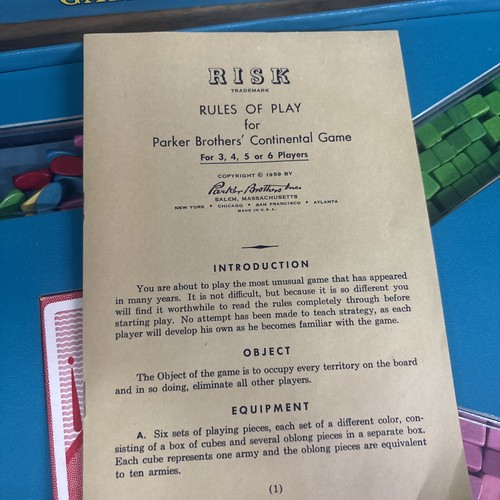 RISK
TRADEMARK
RULES OF PLAY
for
Parker Brothers' Continental Game
For 3, 4, 5 or 6 Players
COPYRIGHT © 1959 BY
Parker Brothers Inc.
SALEM, MASSACHUSETTS
NEW YORK • CHICAGO • SAN FRANCISCO • ATLANTA
MADE IN U.S.A.
INTRODUCTION
You are about to play the most unusual game that has appeared
in many years. It is not difficult, but because it is so different you
will find it worthwhile to read the rules completely through before
starting play. No attempt has been made to teach strategy, as each
player will develop his own as he becomes familiar with the game.
OBJECT
The Object of the game is to occupy every territory on the board
and in so doing, eliminate all other players.
EQUIPMENT
A. Six sets of playing pieces, each set of a different color, con-
sisting of a box of cubes and several oblong pieces in a separate box.
Each cube represents one army and the oblong pieces are equivalent
to ten armies.
(1)